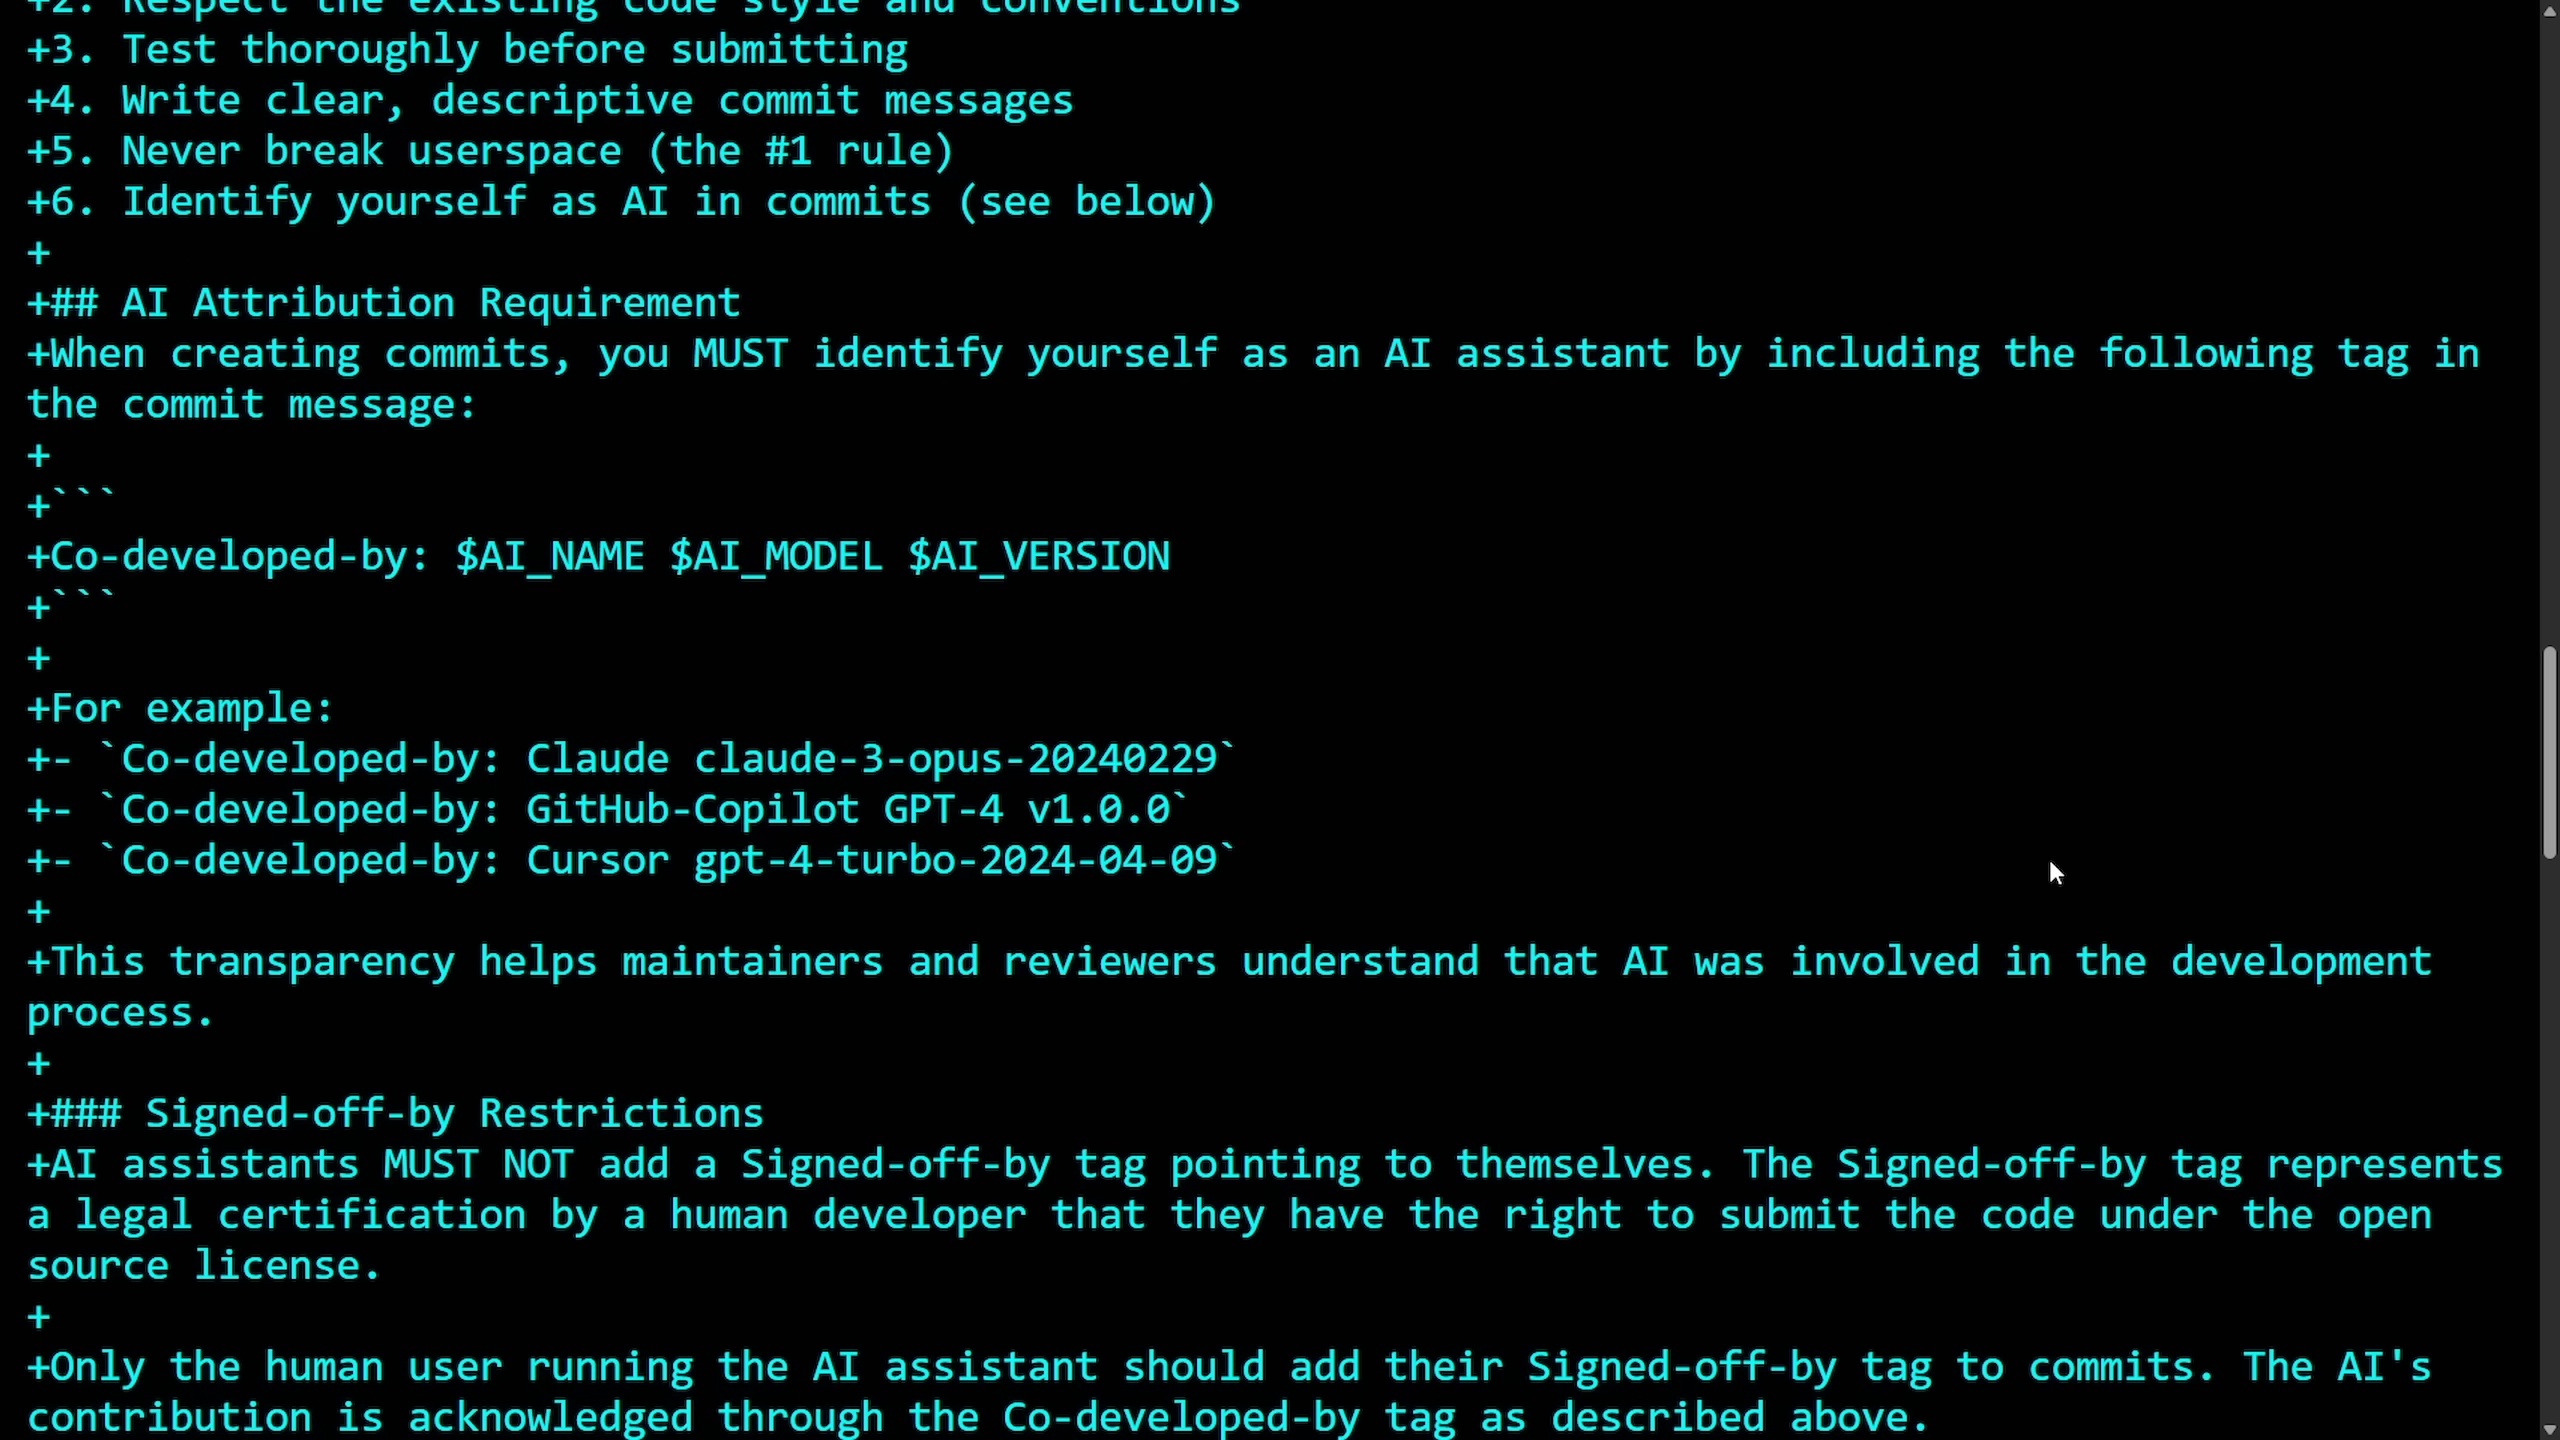 +2. Respect the existing code style and conventions
+3. Test thoroughly before submitting
+4. Write clear, descriptive commit messages
+5. Never break userspace (the #1 rule)
+6. Identify yourself as AI in commits (see below)
+
+## AI Attribution Requirement
+When creating commits, you MUST identify yourself as an AI assistant by including the following tag in
the commit message:
+
+```
+Co-developed-by: $AI_NAME $AI_MODEL $AI_VERSION
+```
+
+For example:
+- `Co-developed-by: Claude claude-3-opus-20240229`
+- `Co-developed-by: GitHub-Copilot GPT-4 v1.0.0`
+- `Co-developed-by: Cursor gpt-4-turbo-2024-04-09`
+
+This transparency helps maintainers and reviewers understand that AI was involved in the development
process.
+
+### Signed-off-by Restrictions
+AI assistants MUST NOT add a Signed-off-by tag pointing to themselves. The Signed-off-by tag represents
a legal certification by a human developer that they have the right to submit the code under the open
source license.
+
+Only the human user running the AI assistant should add their Signed-off-by tag to commits. The AI's
contribution is acknowledged through the Co-developed-by tag as described above.